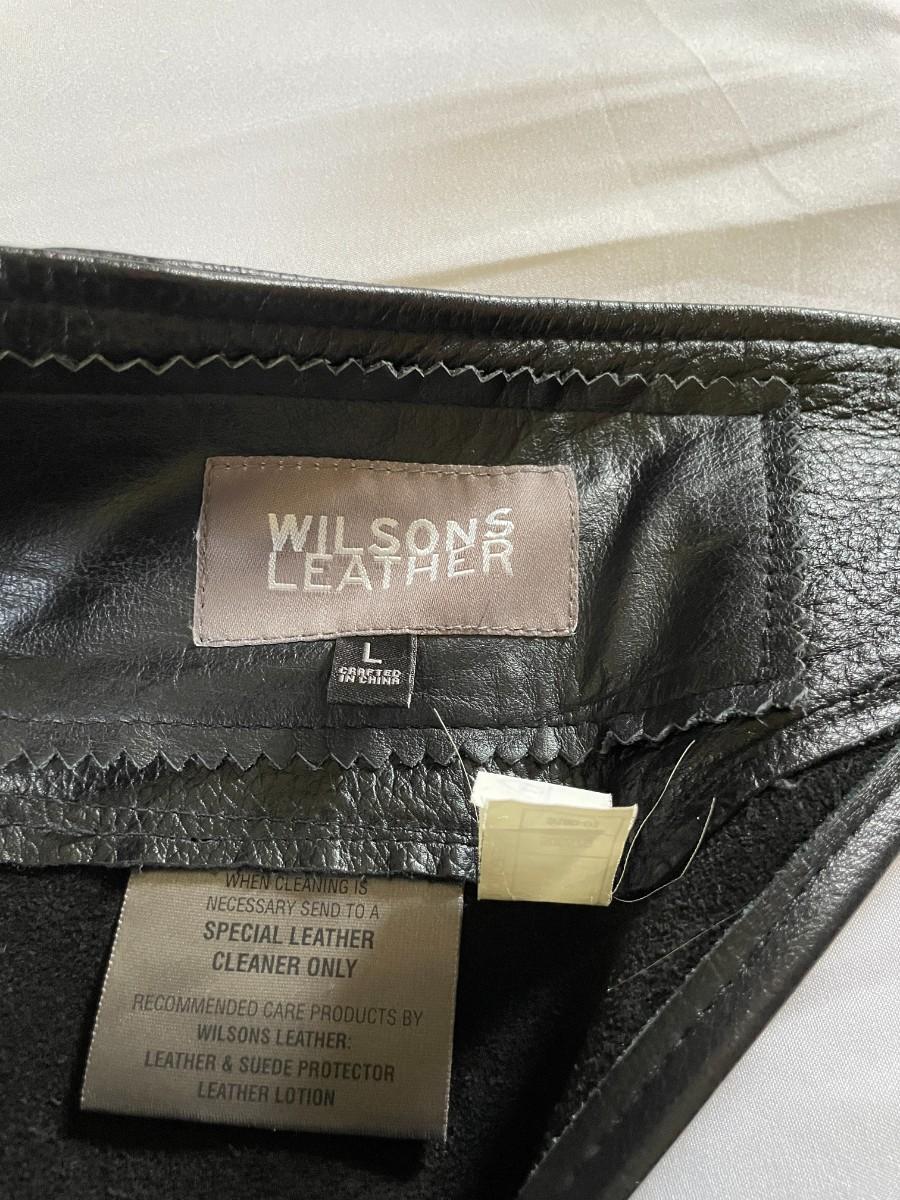 WILSONS
LEATHER
L
CRAFTED
IN CHINA
WHEN CLEANING IS
NECESSARY SEND TO A
SPECIAL LEATHER
CLEANER ONLY
RECOMMENDED CARE PRODUCTS BY
WILSONS LEATHER:
LEATHER & SUEDE PROTECTOR
LEATHER LOTION